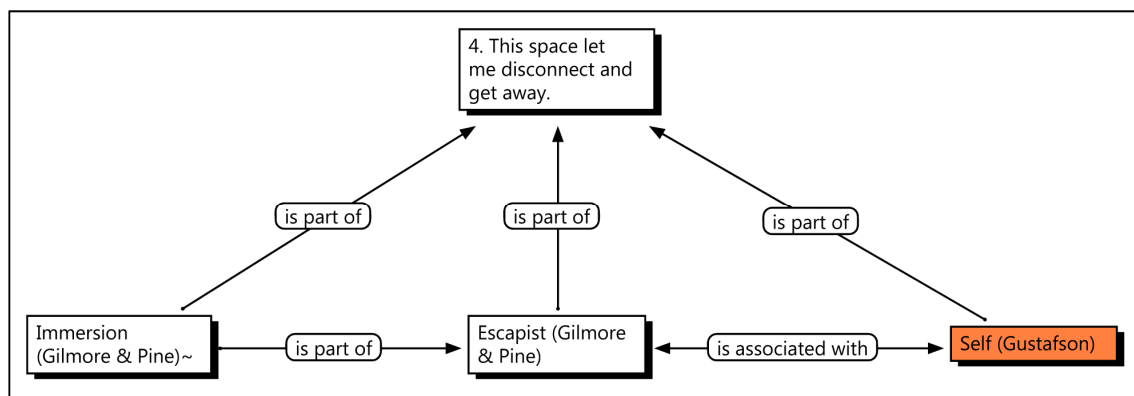 4. This space let
me disconnect and
get away.
is part of
is part of
is part of
Immersion
(Gilmore & Pine)~
is part of
Escapist (Gilmore
& Pine)
is associated with
Self (Gustafson)